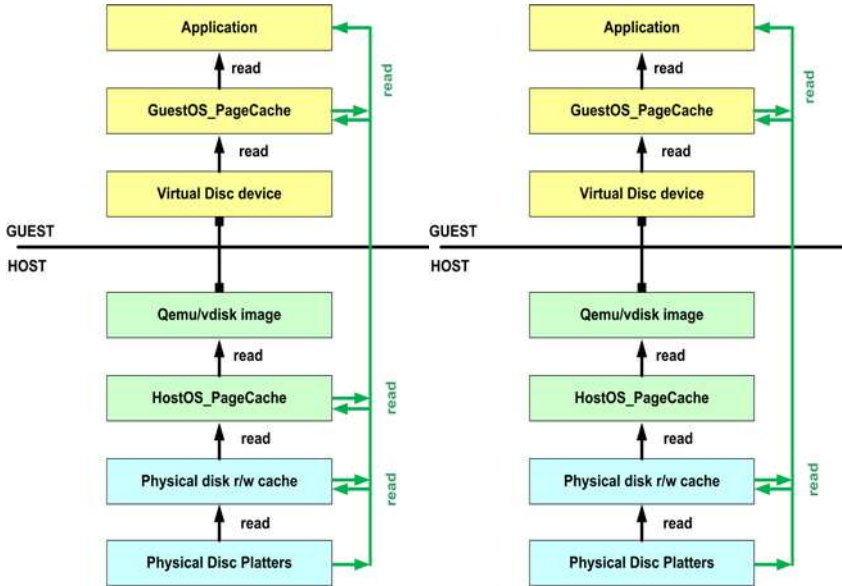 Application
read
read
GuestOS_PageCache
read
Virtual Disc device
GUEST
HOST
Qemu/vdisk image
read
HostOS_PageCache
read
read
Physical disk r/w cache
read
read
Physical Disc Platters
Application
read
read
GuestOS_PageCache
read
Virtual Disc device
GUEST
HOST
Qemu/vdisk image
read
HostOS_PageCache
read
Physical disk r/w cache
read
read
Physical Disc Platters